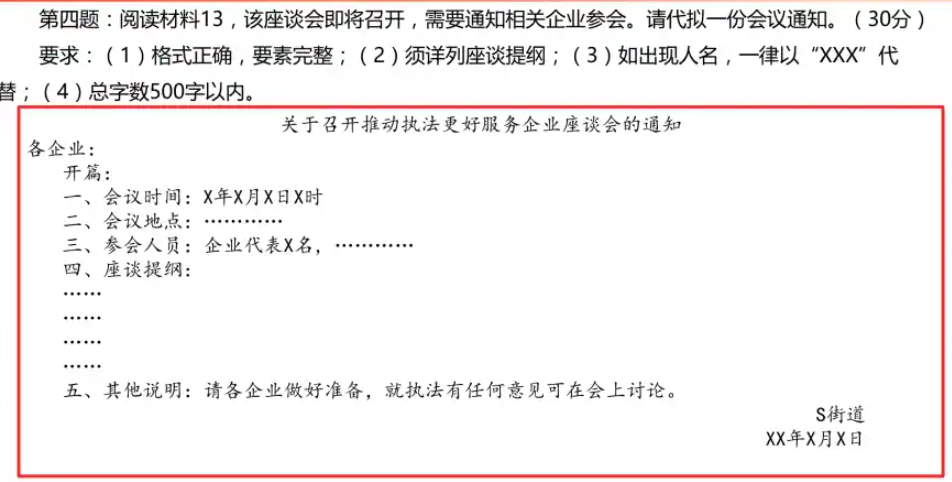 第四题：阅读材料13，该座谈会即将召开，需要通知相关企业参会。请代拟一份会议通知。（30分）
要求：（1）格式正确，要素完整；（2）须详列座谈提纲；（3）如出现人名，一律以“XXX”代
替；（4）总字数500字以内。
关于召开推动执法更好服务企业座谈会的通知
各企业：
开篇：
一、会议时间：X年X月X日X时
二、会议地点：…………
三、参会人员：企业代表X名，…………
四、座谈提纲：
……
……
……
……
五、其他说明：请各企业做好准备，就执法有任何意见可在会上讨论。
S街道
XX年X月X日